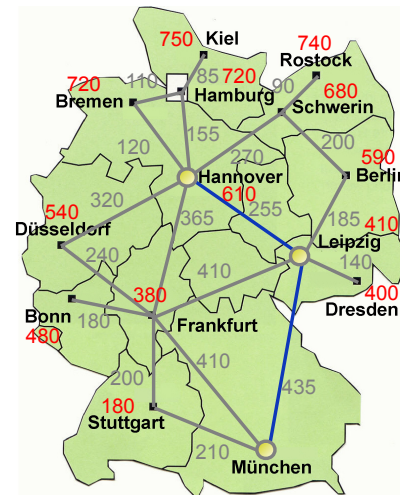 750 Kiel
740
Rostock
720
110
85
720
90
680
Bremen
Hamburg
Schwerin
155
200
120
270
590
Hannover
Berlin
320
610
540
365
255
185
410
Düsseldorf
Leipzig
240
410
140
380
400
Bonn
180
Frankfurt
Dresden
480
200
410
435
180
Stuttgart
210
München